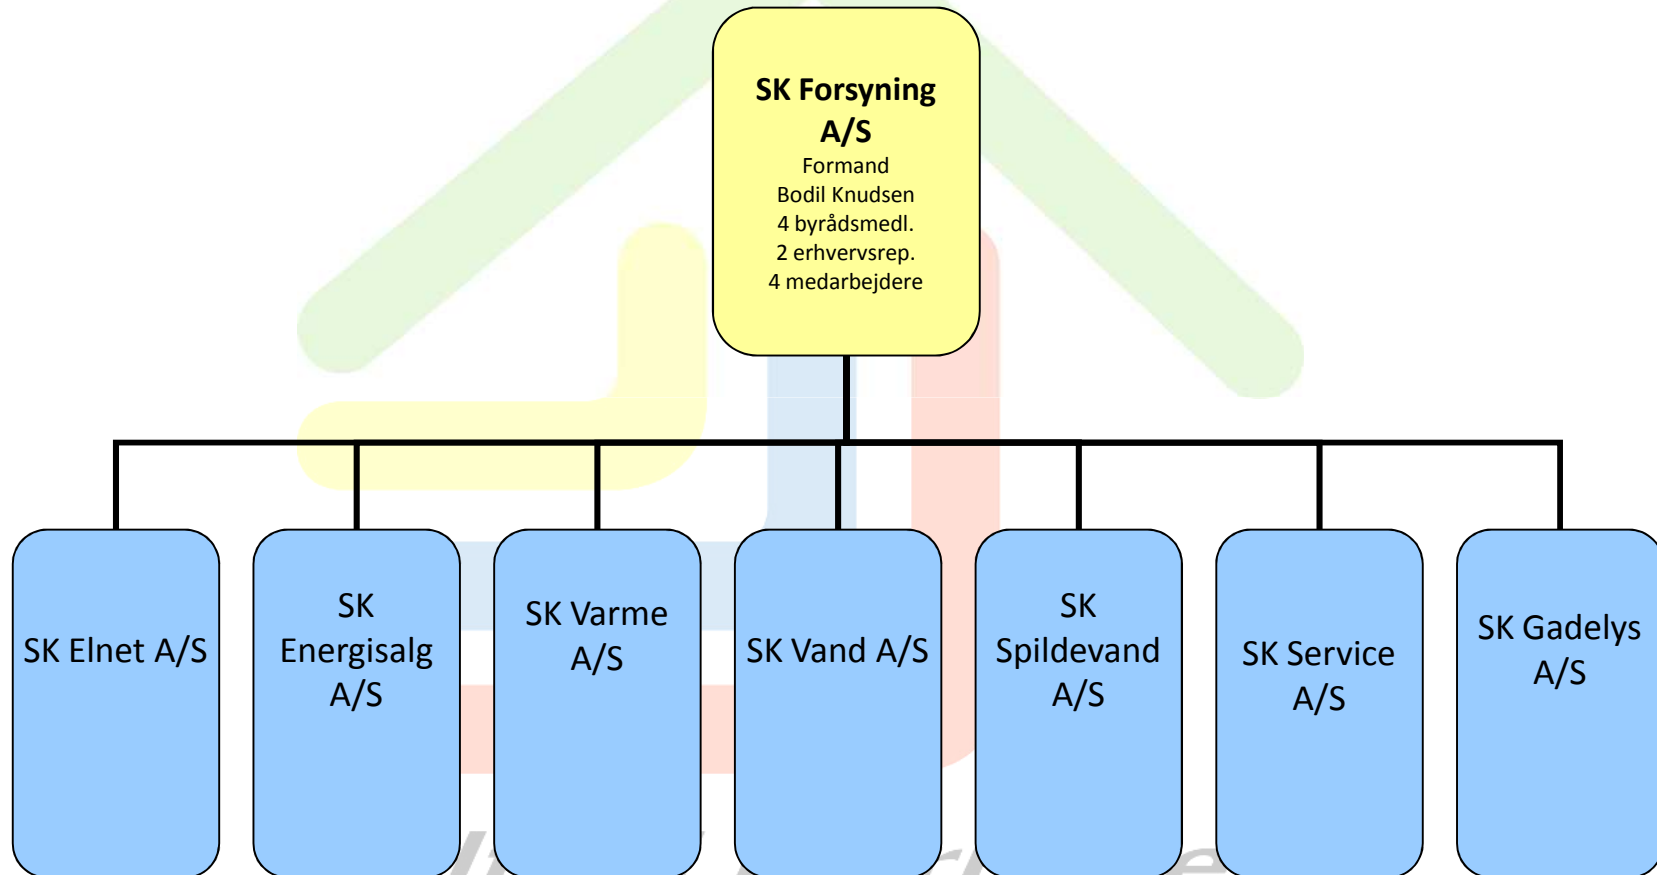 SK Forsyning
A/S
Formand
Bodil Knudsen
4 byrådsmedl.
2 erhvervsrep.
4 medarbejdere
SK Elnet A/S
SK
Energisalg
A/S
SK Varme
A/S
SK Vand A/S
SK
Spildevand
A/S
SK Service
A/S
SK Gadelys
A/S